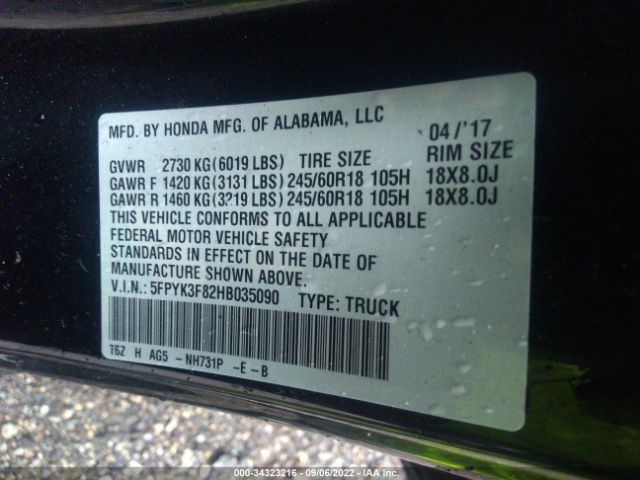 MFD. BY HONDA MFG. OF ALABAMA, LLC 04/'17
GVWR 2730 KG(6019 LBS) TIRE SIZE RIM SIZE
GAWR F 1420 KG(3131 LBS) 245/60R18 105H 18X8.0J
GAWR R 1460 KG(3219 LBS) 245/60R18 105H 18X8.0J
THIS VEHICLE CONFORMS TO ALL APPLICABLE
FEDERAL MOTOR VEHICLE SAFETY
STANDARDS IN EFFECT ON THE DATE OF
MANUFACTURE SHOWN ABOVE.
V.I.N.: 5FPYK3F82HB035090 TYPE: TRUCK
T6Z H AG5 -NH731P -E-B
000-34323216 - 09/06/2022 - IAA Inc.